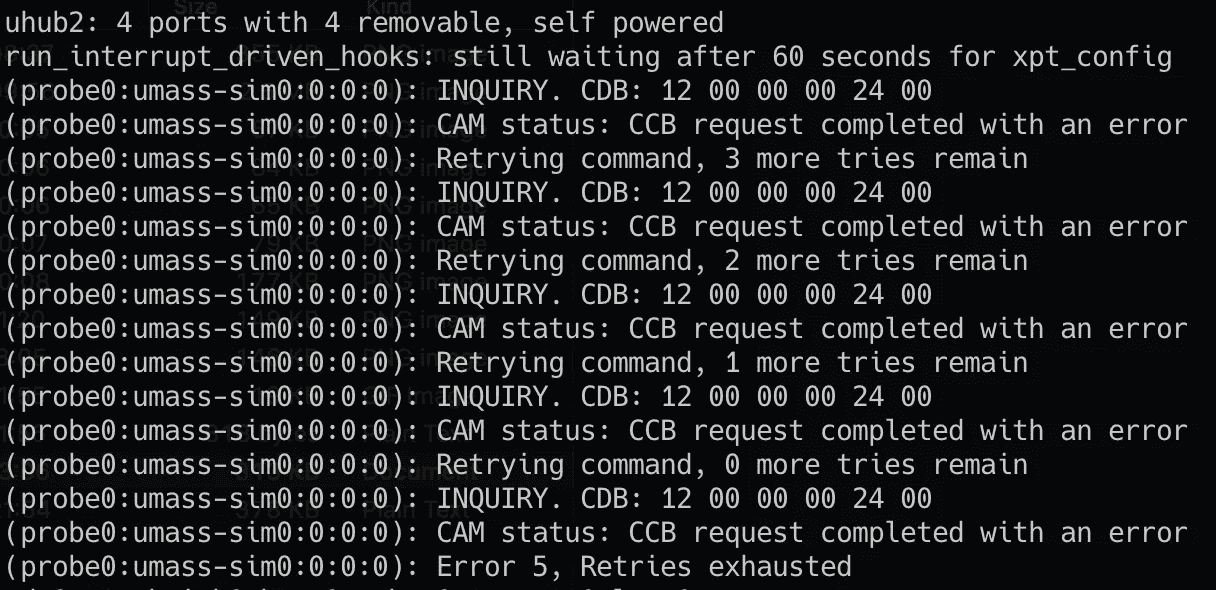 uhub2: 4 ports with 4 removable, self powered
run_interrupt_driven_hooks: still waiting after 60 seconds for xpt_config
(probe0:umass-sim0:0:0:0): INQUIRY. CDB: 12 00 00 00 24 00
(probe0:umass-sim0:0:0:0): CAM status: CCB request completed with an error
(probe0:umass-sim0:0:0:0): Retrying command, 3 more tries remain
(probe0:umass-sim0:0:0:0): INQUIRY. CDB: 12 00 00 00 24 00
(probe0:umass-sim0:0:0:0): CAM status: CCB request completed with an error
(probe0:umass-sim0:0:0:0): Retrying command, 2 more tries remain
(probe0:umass-sim0:0:0:0): INQUIRY. CDB: 12 00 00 00 24 00
(probe0:umass-sim0:0:0:0): CAM status: CCB request completed with an error
(probe0:umass-sim0:0:0:0): Retrying command, 1 more tries remain
(probe0:umass-sim0:0:0:0): INQUIRY. CDB: 12 00 00 00 24 00
(probe0:umass-sim0:0:0:0): CAM status: CCB request completed with an error
(probe0:umass-sim0:0:0:0): Retrying command, 0 more tries remain
(probe0:umass-sim0:0:0:0): INQUIRY. CDB: 12 00 00 00 24 00
(probe0:umass-sim0:0:0:0): CAM status: CCB request completed with an error
(probe0:umass-sim0:0:0:0): Error 5, Retries exhausted